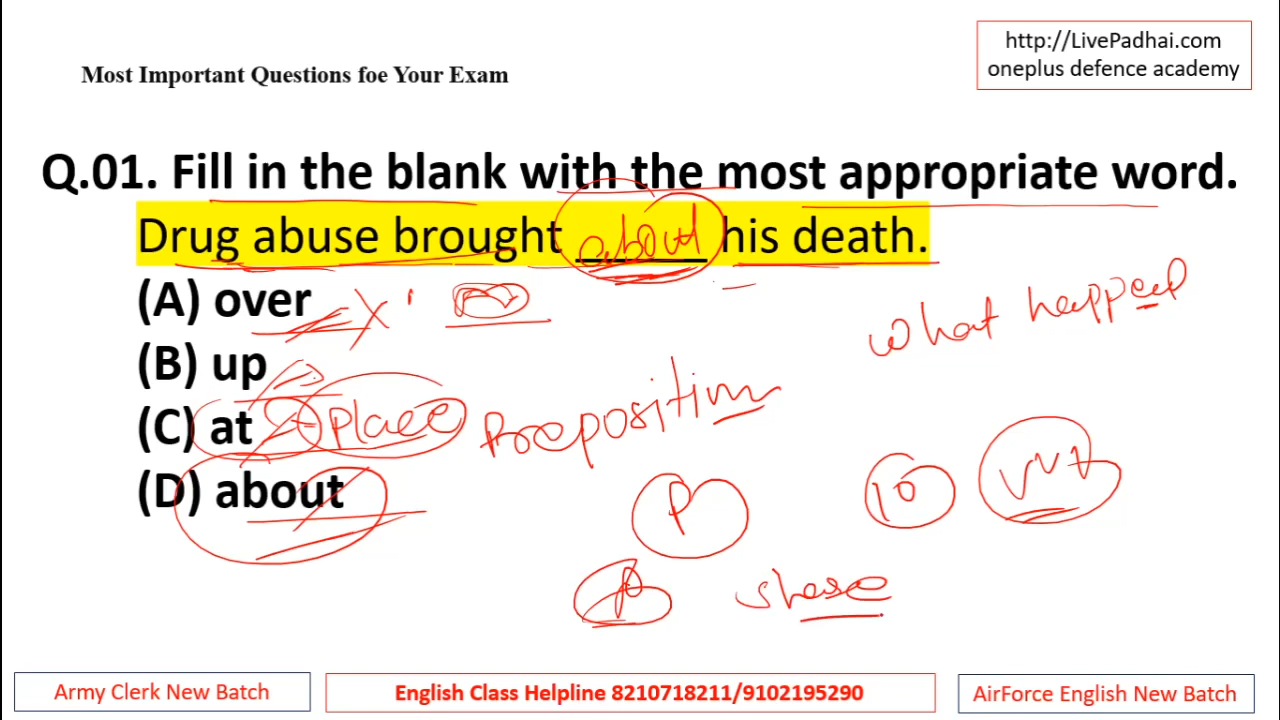 http://LivePadhai.com
oneplus defence academy
Most Important Questions foe Your Exam
Q.01. Fill in the blank with the most appropriate word.
Drug abuse brought about his death.
(A) over
(B) up
(C) at place
(D) about
what happed
Preposition
P
10
VVI
P
share
Army Clerk New Batch
English Class Helpline 8210718211/9102195290
AirForce English New Batch